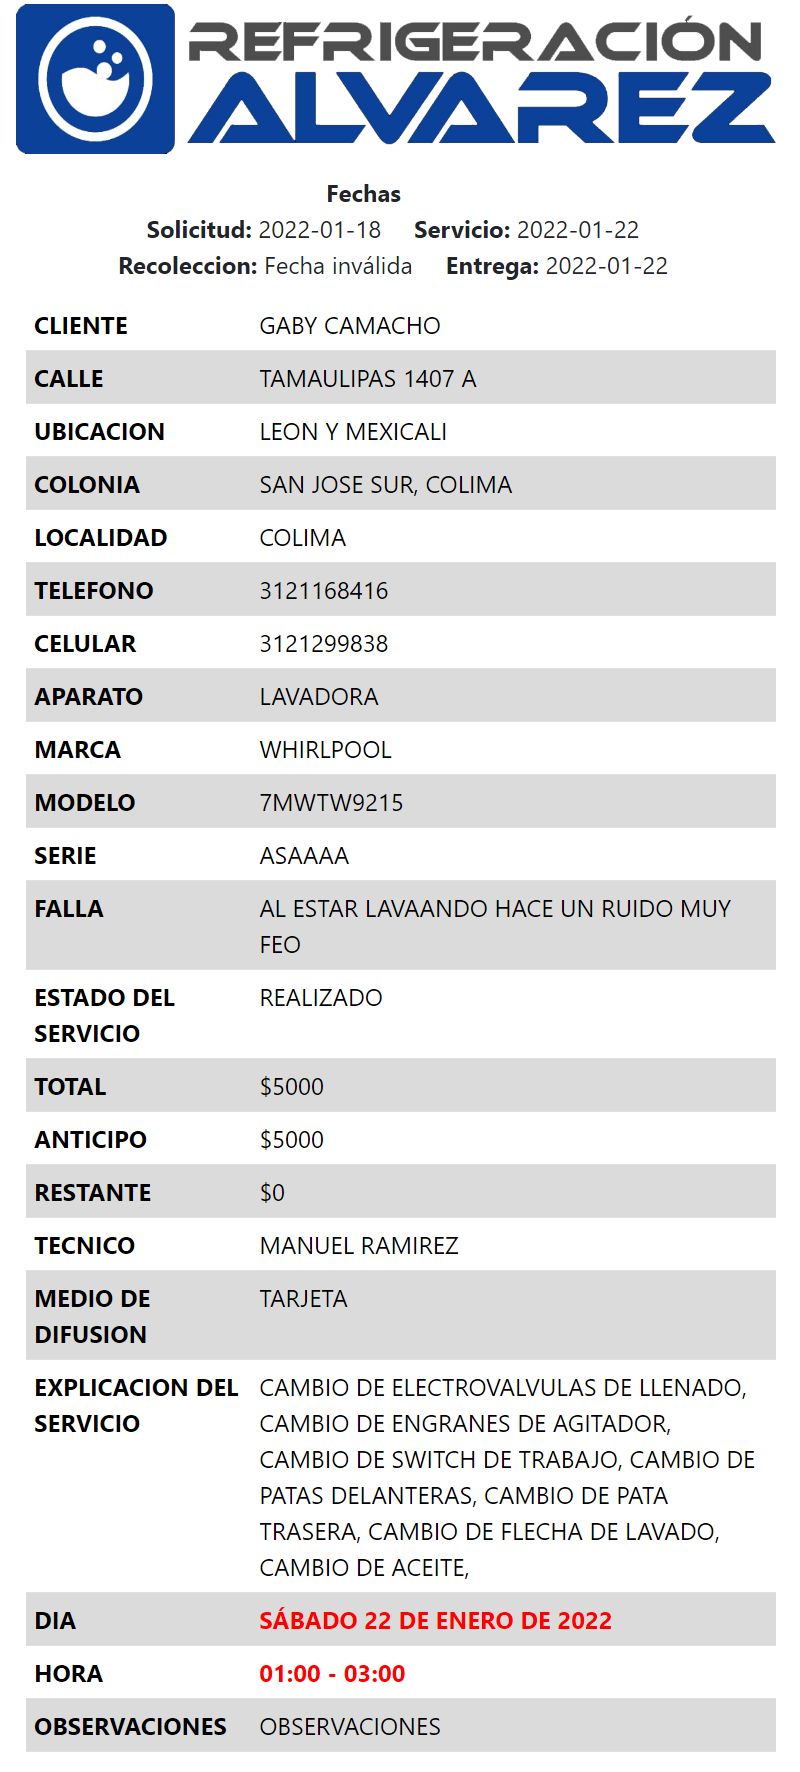 REFRIGERACIÓN
ALVAREZ
Fechas
Solicitud: 2022-01-18 Servicio: 2022-01-22
Recoleccion: Fecha inválida Entrega: 2022-01-22
CLIENTE GABY CAMACHO
CALLE TAMAULIPAS 1407 A
UBICACION LEON Y MEXICALI
COLONIA SAN JOSE SUR, COLIMA
LOCALIDAD COLIMA
TELEFONO 3121168416
CELULAR 3121299838
APARATO LAVADORA
MARCA WHIRLPOOL
MODELO 7MWTW9215
SERIE ASAAAA
FALLA AL ESTAR LAVAANDO HACE UN RUIDO MUY
FEO
ESTADO DEL REALIZADO
SERVICIO
TOTAL $5000
ANTICIPO $5000
RESTANTE $0
TECNICO MANUEL RAMIREZ
MEDIO DE TARJETA
DIFUSION
EXPLICACION DEL CAMBIO DE ELECTROVALVULAS DE LLENADO,
SERVICIO CAMBIO DE ENGRANES DE AGITADOR,
CAMBIO DE SWITCH DE TRABAJO, CAMBIO DE
PATAS DELANTERAS, CAMBIO DE PATA
TRASERA, CAMBIO DE FLECHA DE LAVADO,
CAMBIO DE ACEITE,
DIA SÁBADO 22 DE ENERO DE 2022
HORA 01:00 - 03:00
OBSERVACIONES OBSERVACIONES